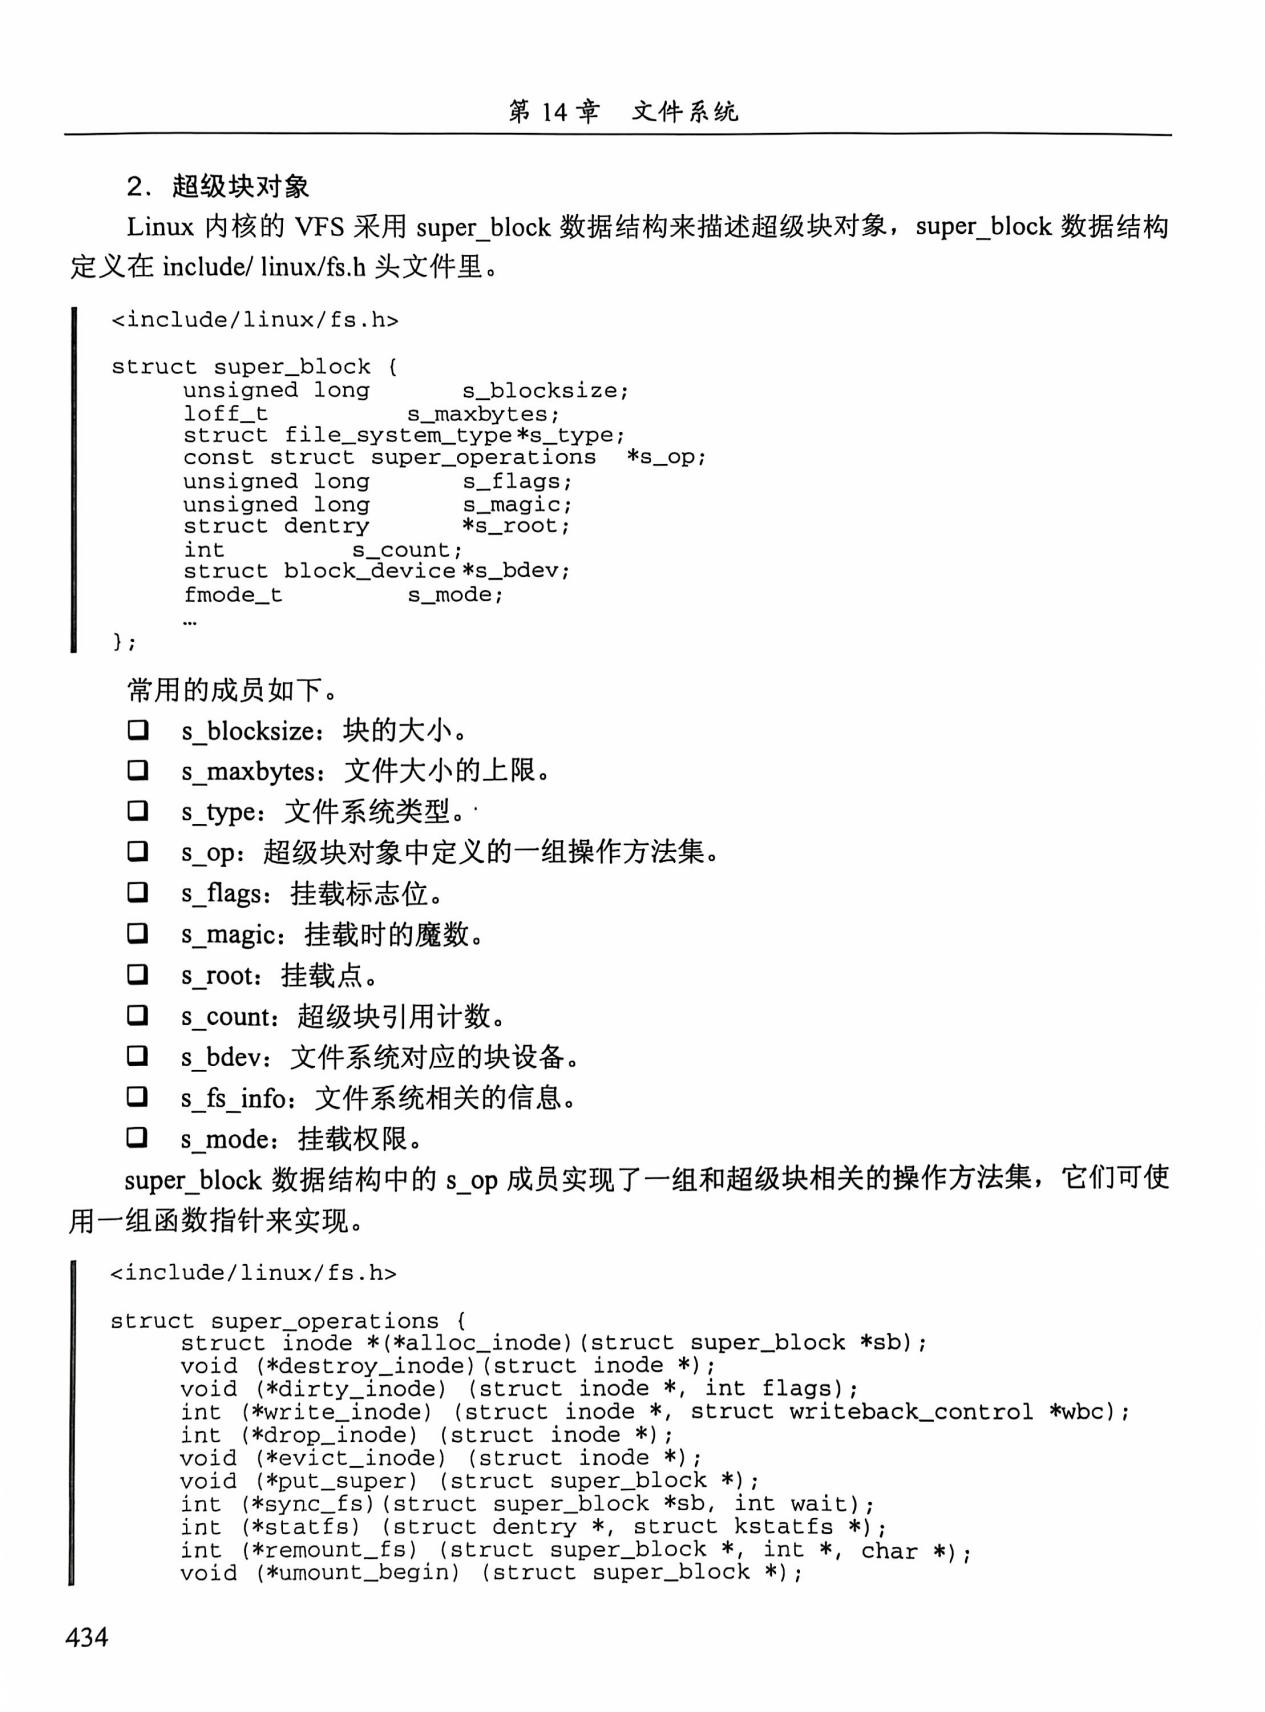 第 14 章　文件系统
2．超级块对象
Linux 内核的 VFS 采用 super_block 数据结构来描述超级块对象，super_block 数据结构
定义在 include/ linux/fs.h 头文件里。
<include/linux/fs.h>
struct super_block {
unsigned long      s_blocksize;
loff_t          s_maxbytes;
struct file_system_type*s_type;
const struct super_operations  *s_op;
unsigned long      s_flags;
unsigned long      s_magic;
struct dentry      *s_root;
int         s_count;
struct block_device*s_bdev;
fmode_t         s_mode;
…
};
常用的成员如下。
❑ s_blocksize：块的大小。
❑ s_maxbytes：文件大小的上限。
❑ s_type：文件系统类型。
❑ s_op：超级块对象中定义的一组操作方法集。
❑ s_flags：挂载标志位。
❑ s_magic：挂载时的魔数。
❑ s_root：挂载点。
❑ s_count：超级块引用计数。
❑ s_bdev：文件系统对应的块设备。
❑ s_fs_info：文件系统相关的信息。
❑ s_mode：挂载权限。
super_block 数据结构中的 s_op 成员实现了一组和超级块相关的操作方法集，它们可使
用一组函数指针来实现。
<include/linux/fs.h>
struct super_operations {
struct inode *(*alloc_inode)(struct super_block *sb);
void (*destroy_inode)(struct inode *);
void (*dirty_inode) (struct inode *, int flags);
int (*write_inode) (struct inode *, struct writeback_control *wbc);
int (*drop_inode) (struct inode *);
void (*evict_inode) (struct inode *);
void (*put_super) (struct super_block *);
int (*sync_fs)(struct super_block *sb, int wait);
int (*statfs) (struct dentry *, struct kstatfs *);
int (*remount_fs) (struct super_block *, int *, char *);
void (*umount_begin) (struct super_block *);
434